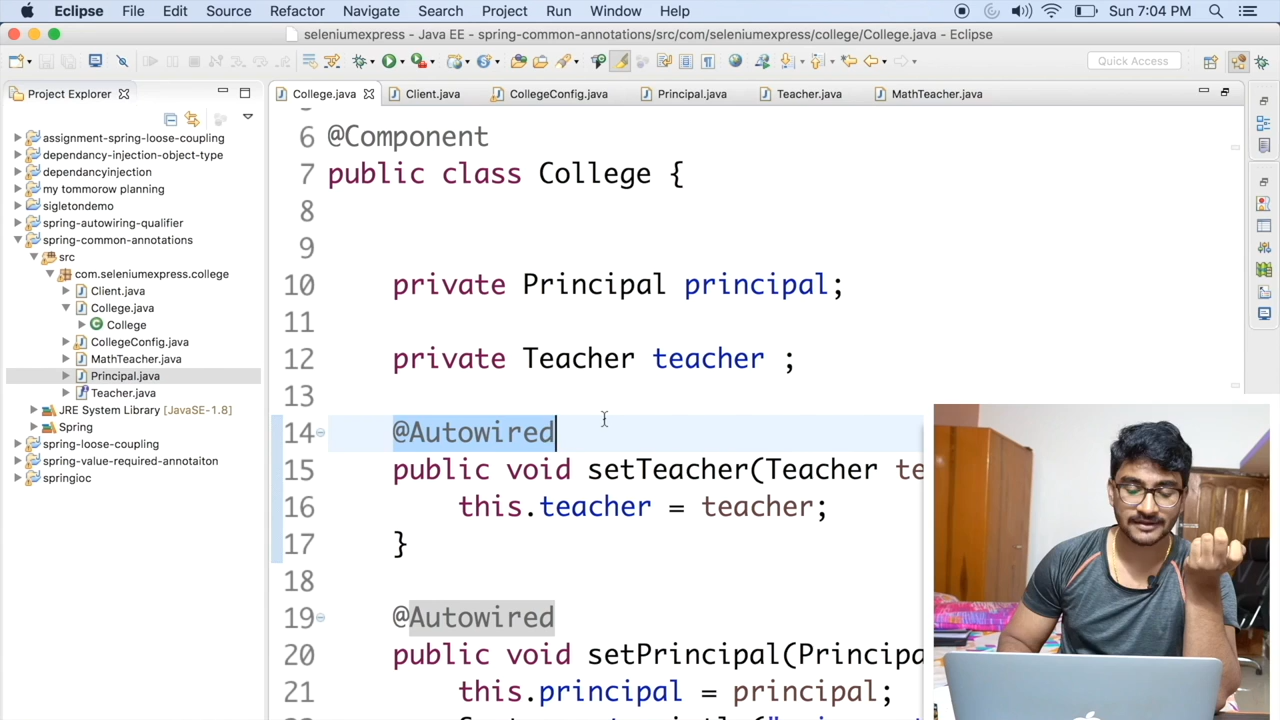 Eclipse File Edit Source Refactor Navigate Search Project Run Window Help Sun 7:04 PM
seleniumexpress - Java EE - spring-common-annotations/src/com/seleniumexpress/college/College.java - Eclipse
Quick Access
Project Explorer
College.java Client.java CollegeConfig.java Principal.java Teacher.java MathTeacher.java
assignment-spring-loose-coupling
dependancy-injection-object-type
dependancyinjection
my tommorow planning
sigletondemo
spring-autowiring-qualifier
spring-common-annotations
src
com.seleniumexpress.college
Client.java
College.java
College
CollegeConfig.java
MathTeacher.java
Principal.java
Teacher.java
JRE System Library [JavaSE-1.8]
Spring
spring-loose-coupling
spring-value-required-annotaiton
springioc
6 @Component
7 public class College {
8
9
10 private Principal principal;
11
12 private Teacher teacher ;
13
14 @Autowired
15 public void setTeacher(Teacher te
16 this.teacher = teacher;
17 }
18
19 @Autowired
20 public void setPrincipal(Principa
21 this.principal = principal;